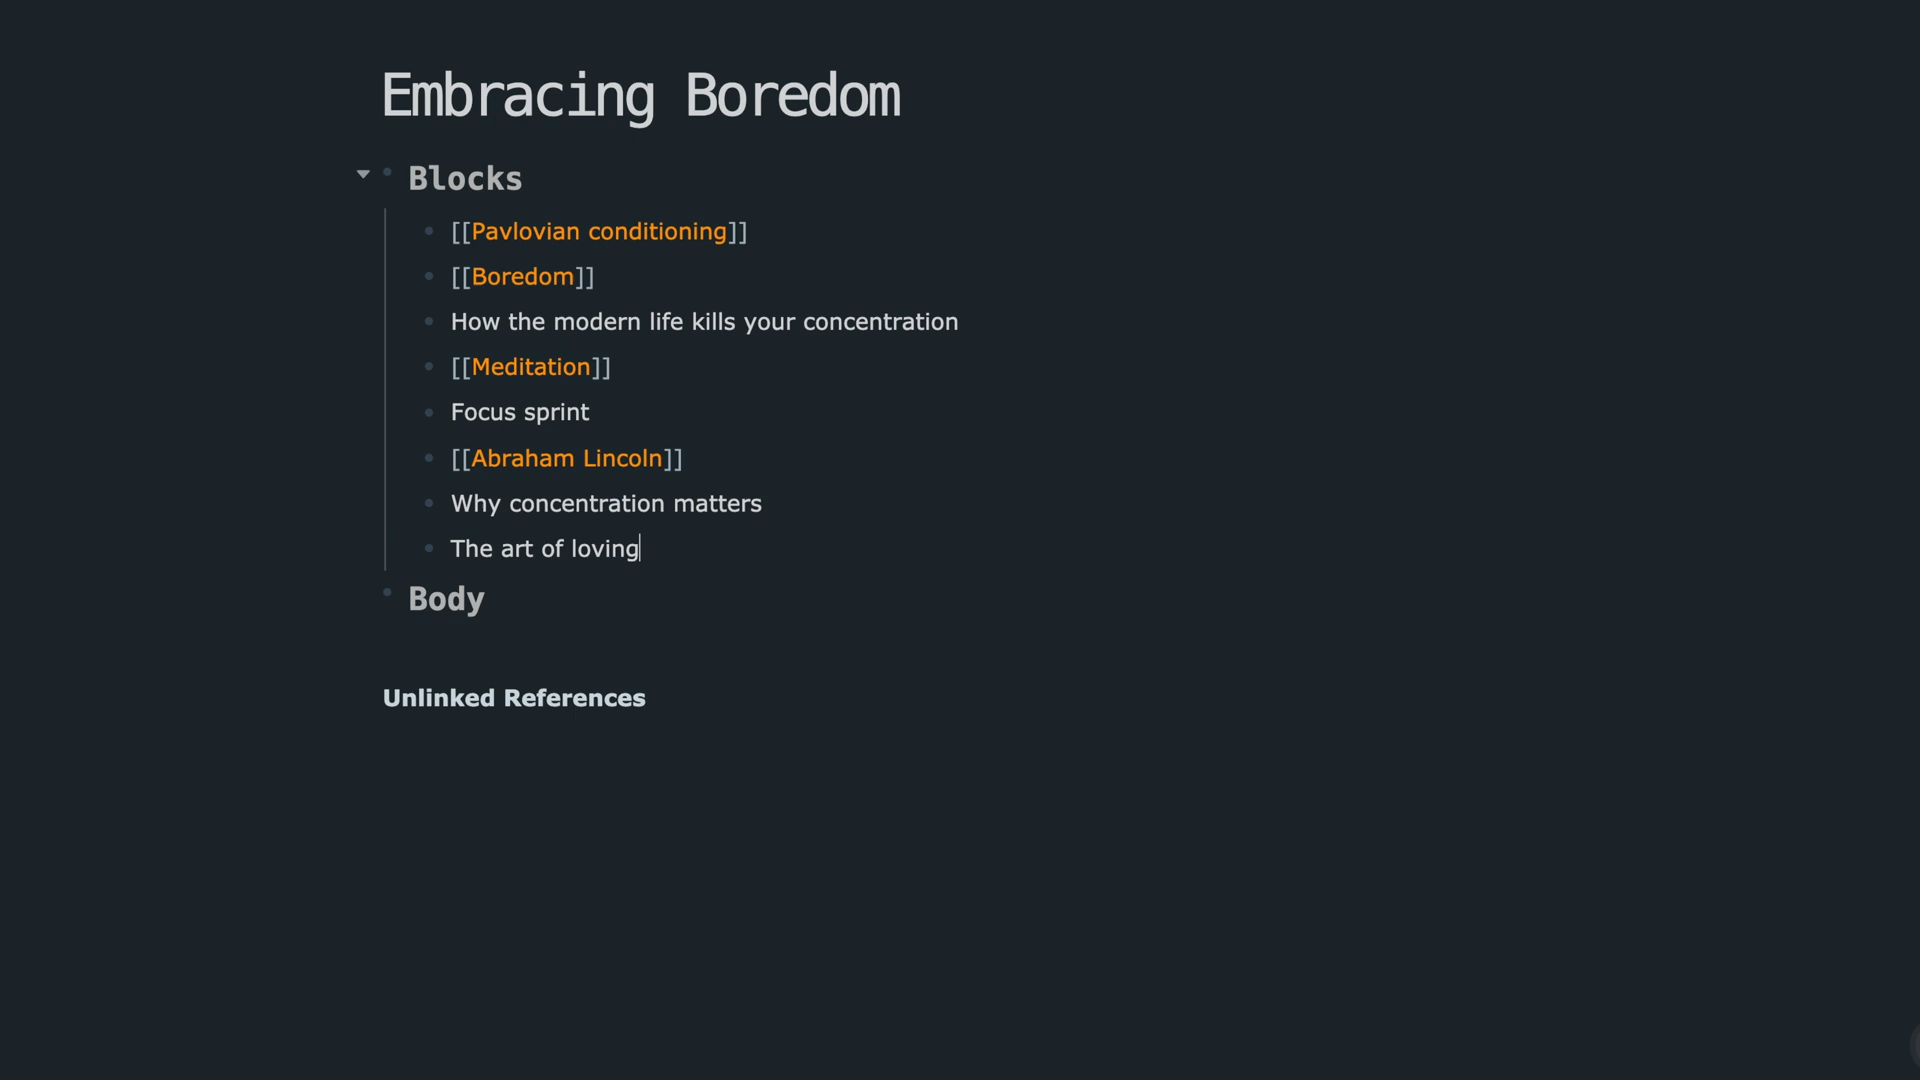 Embracing Boredom
Blocks
[[Pavlovian conditioning]]
[[Boredom]]
How the modern life kills your concentration
[[Meditation]]
Focus sprint
[[Abraham Lincoln]]
Why concentration matters
The art of loving
Body
Unlinked References